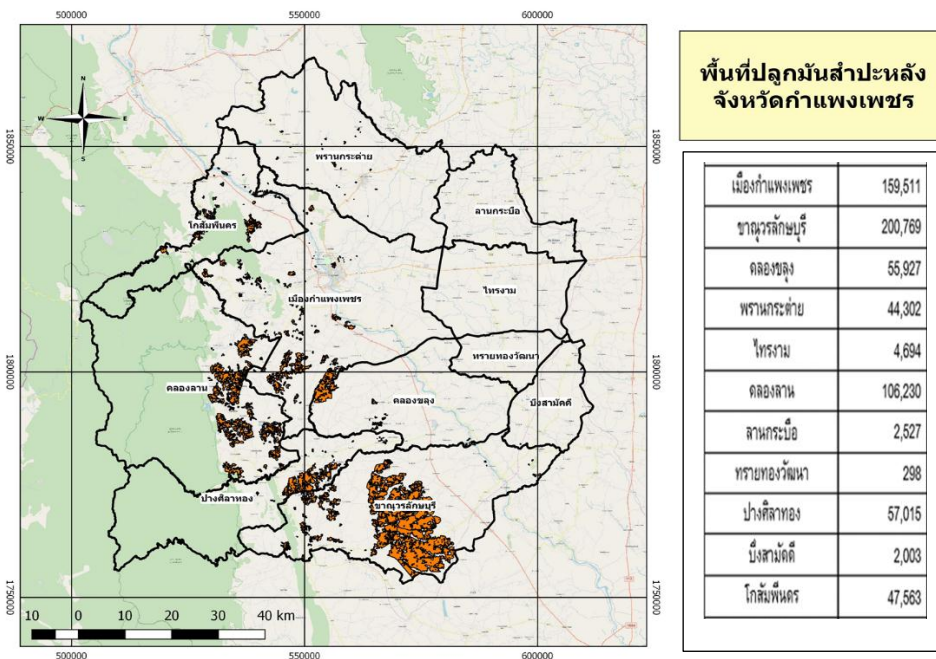 500000
550000
600000
N
W
E
S
1850000
1850000
พรานกระต่าย
ลานกระบือ
โกสัมพีนคร
เมืองกำแพงเพชร
ไทรงาม
ทรายทองวัฒนา
1800000
1800000
คลองลาน
คลองขลุง
บึงสามัคคี
ปางศิลาทอง
ขาณุวรลักษบุรี
1750000
1750000
10 0 10 20 30 40 km
500000
550000
600000
พื้นที่ปลูกมันสำปะหลัง
จังหวัดกำแพงเพชร
เมืองกำแพงเพชร 159,511
ขาณุวรลักษบุรี 200,769
คลองขลุง 55,927
พรานกระต่าย 44,302
ไทรงาม 4,694
คลองลาน 106,230
ลานกระบือ 2,527
ทรายทองวัฒนา 298
ปางศิลาทอง 57,015
บึงสามัคคี 2,003
โกสัมพีนคร 47,563